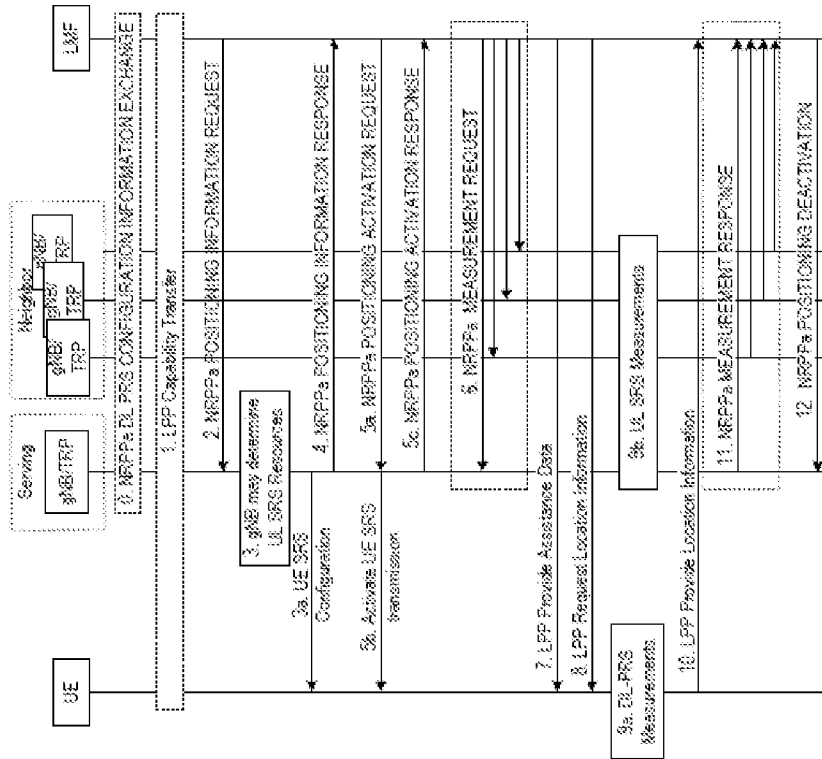 UE
Serving
gNB/TRP
Neighbor
gNB/
TRP
gNB/
TRP
gNB/
TRP
LMF
0. NRPPa DL PRS CONFIGURATION INFORMATION EXCHANGE
1. LPP Capability Transfer
2. NRPPa POSITIONING INFORMATION REQUEST
3. gNB may determine
UL SRS Resources
3a. UE SRS
Configuration
4. NRPPa POSITIONING INFORMATION RESPONSE
5a. NRPPa POSITIONING ACTIVATION REQUEST
5b. Activate UE SRS
transmission
5c. NRPPa POSITIONING ACTIVATION RESPONSE
6. NRPPa MEASUREMENT REQUEST
7. LPP Provide Assistance Data
8. LPP Request Location Information
9a. DL-PRS
Measurements
9b. UL SRS Measurements
10. LPP Provide Location Information
11. NRPPa MEASUREMENT RESPONSE
12. NRPPa POSITIONING DEACTIVATION